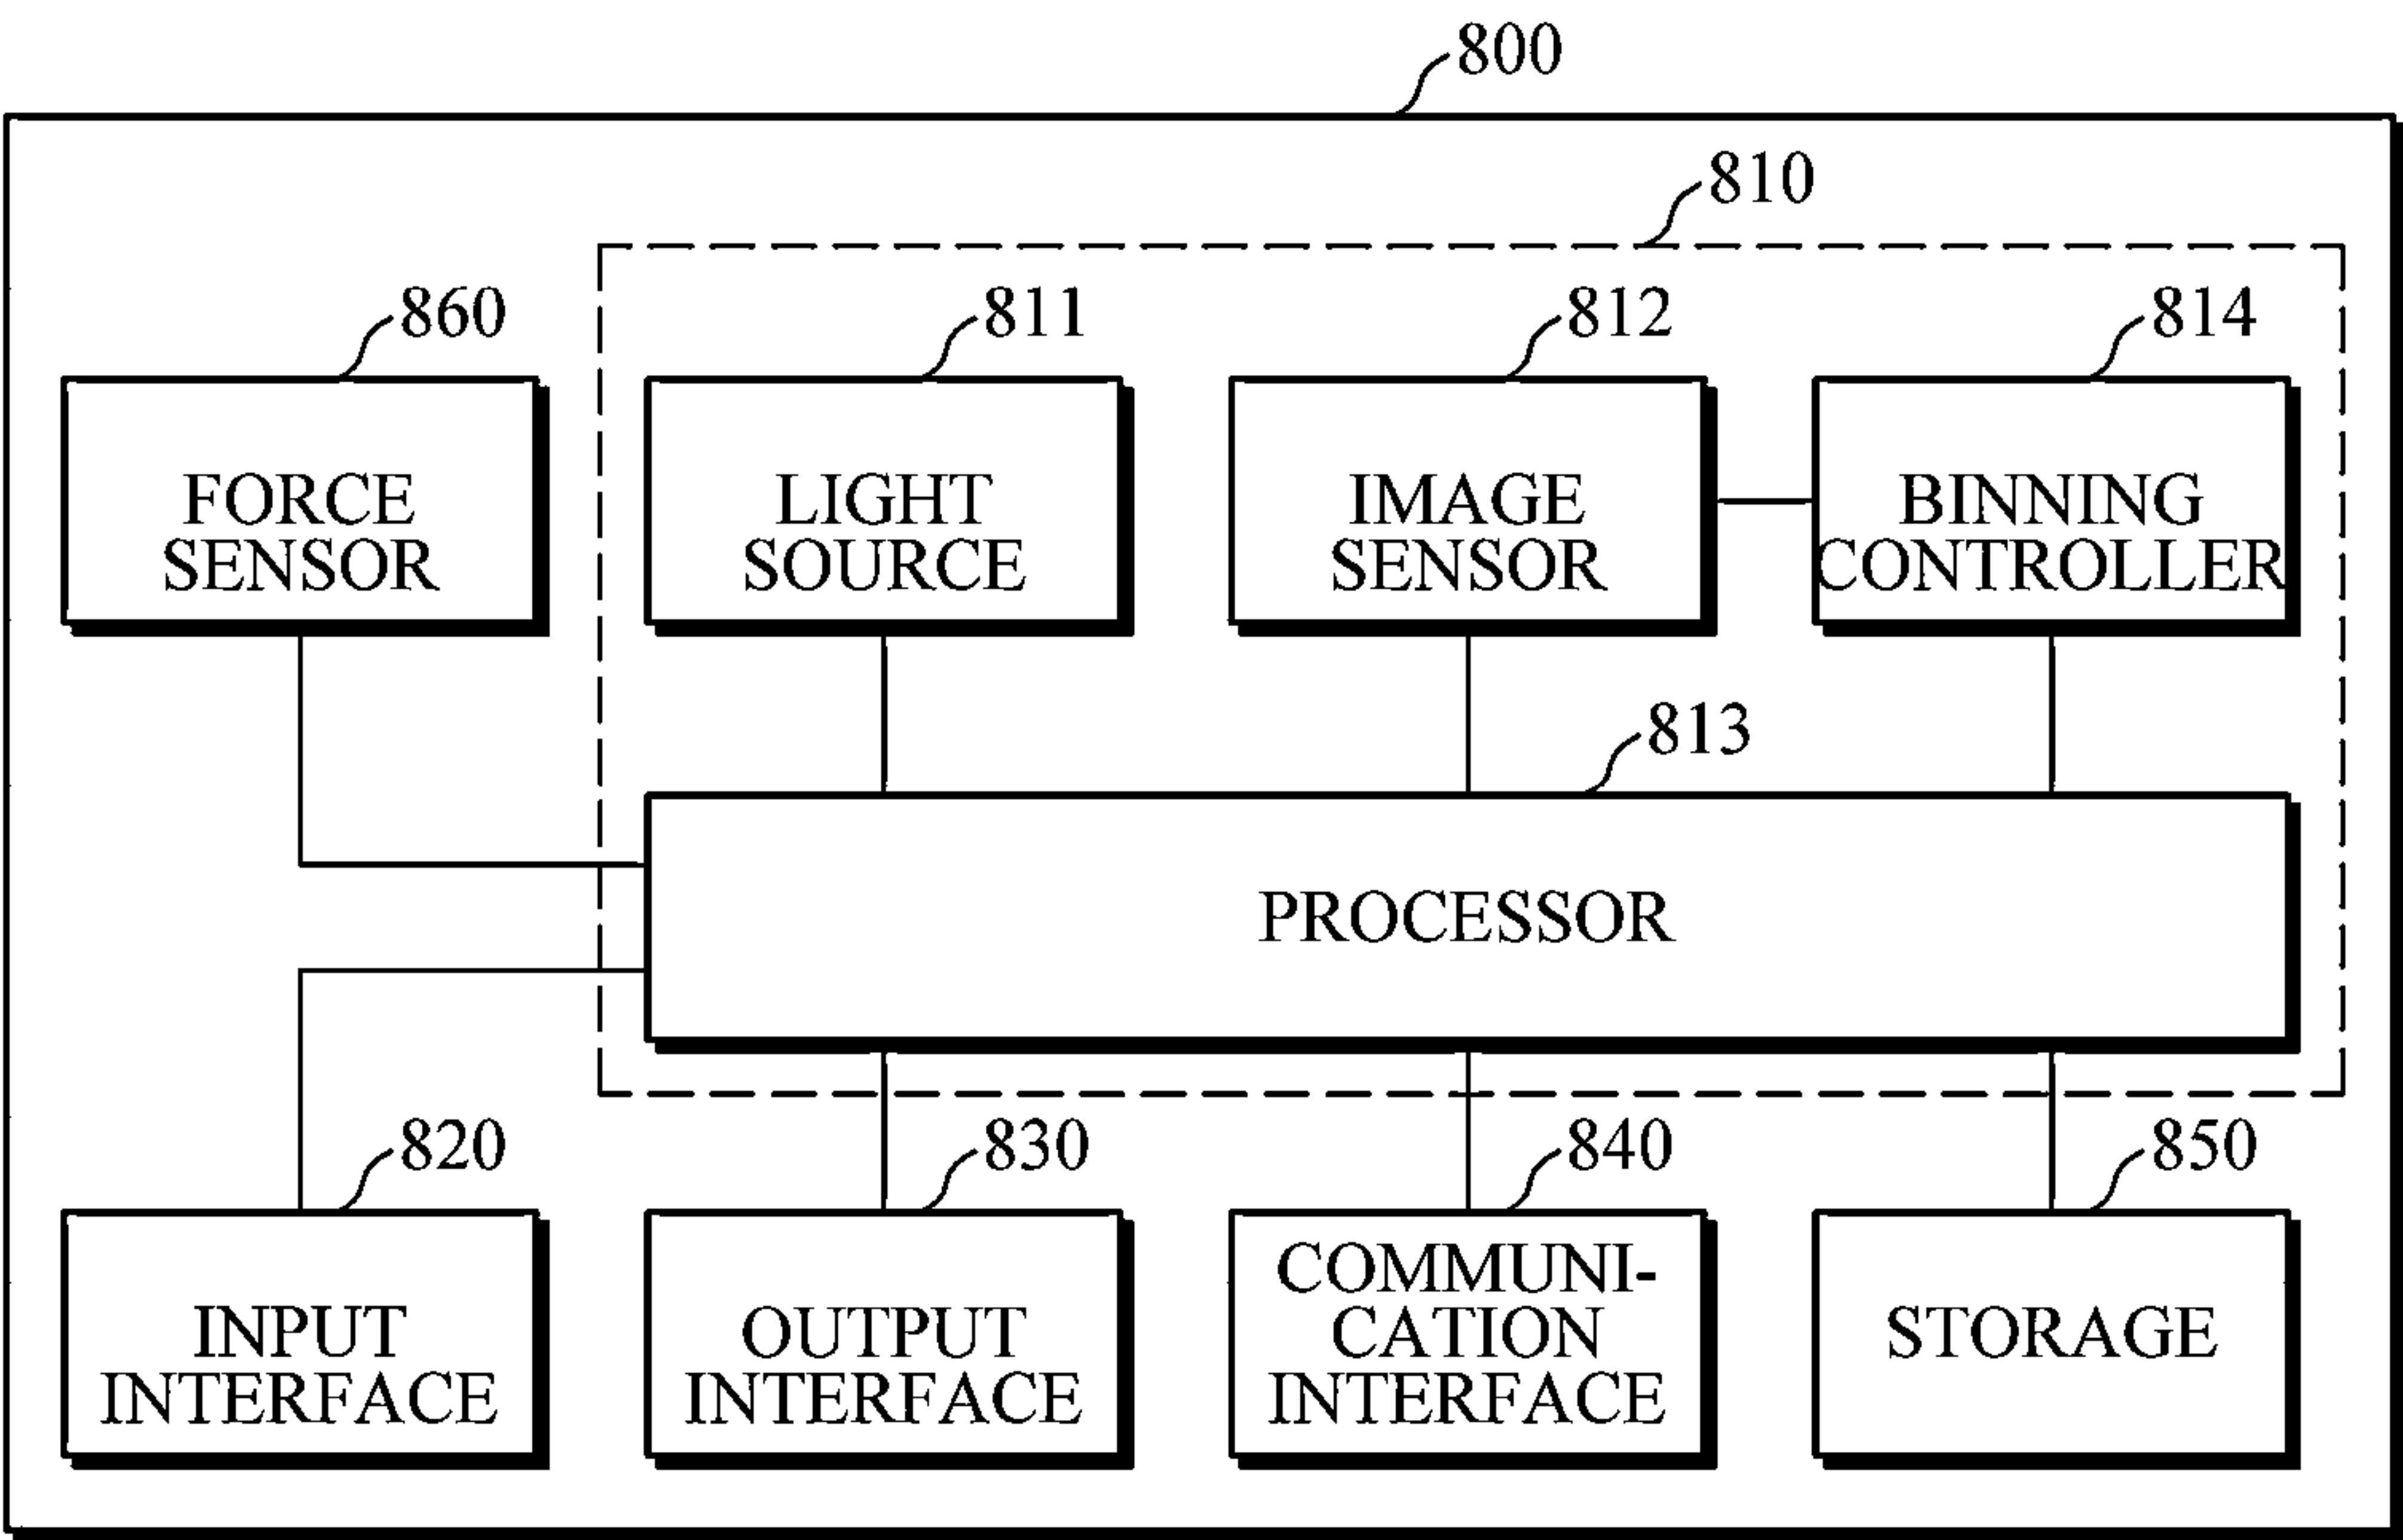 800
810
860
811
812
814
FORCE
SENSOR
LIGHT
SOURCE
IMAGE
SENSOR
BINNING
CONTROLLER
813
PROCESSOR
820
830
840
850
INPUT
INTERFACE
OUTPUT
INTERFACE
COMMUNI-
CATION
INTERFACE
STORAGE